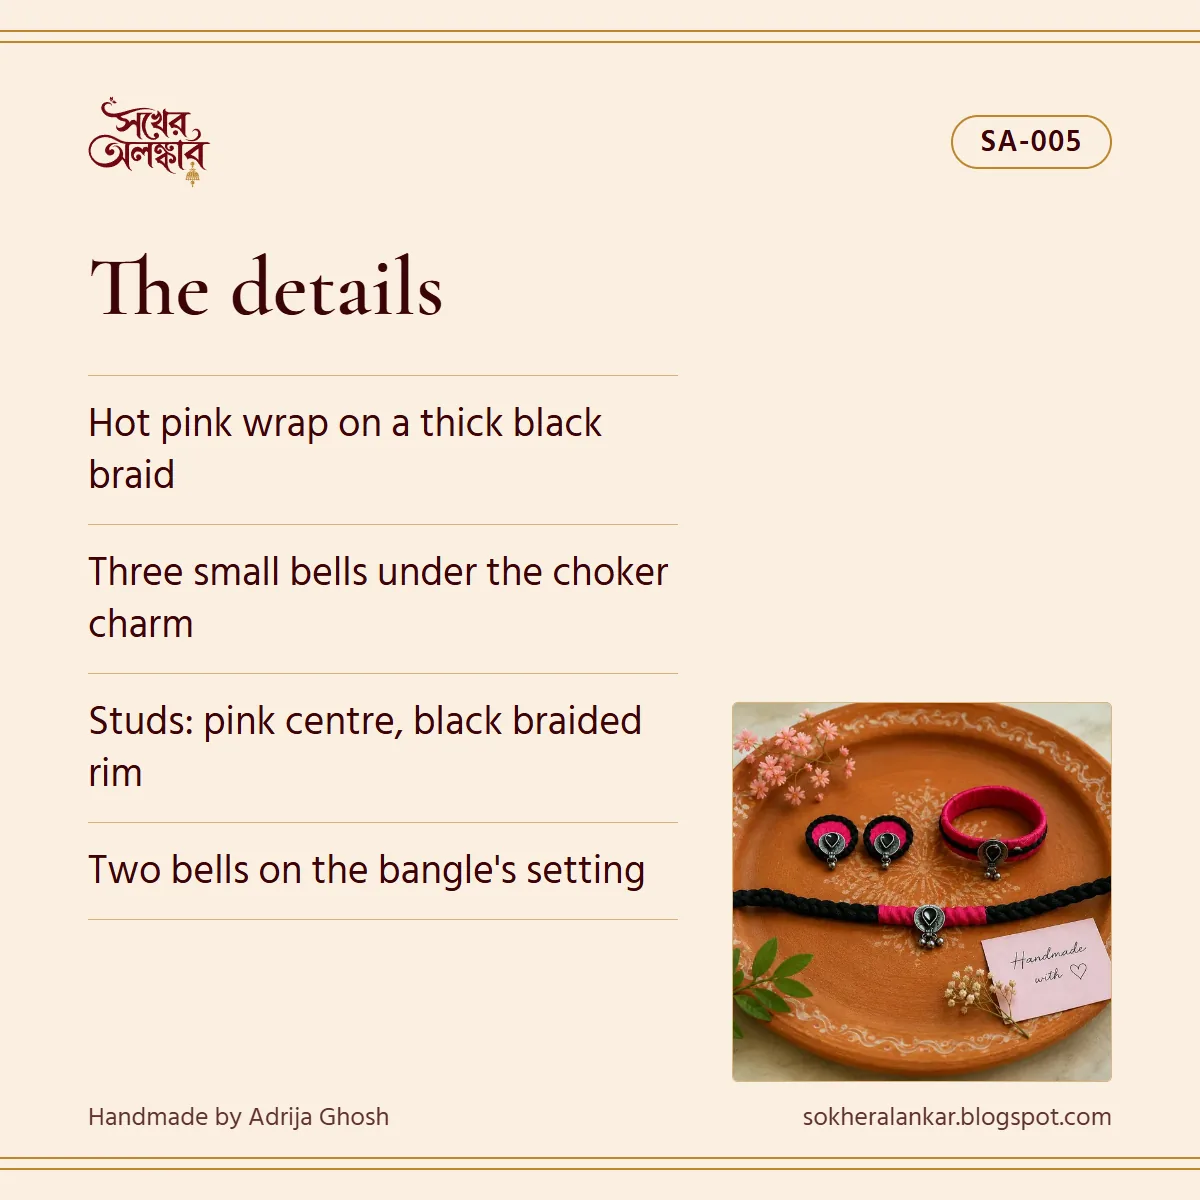 সখের
অলঙ্কার
SA-005
The details
Hot pink wrap on a thick black
braid
Three small bells under the choker
charm
Studs: pink centre, black braided
rim
Two bells on the bangle's setting
Handmade
with ♡
Handmade by Adrija Ghosh
sokheralankar.blogspot.com